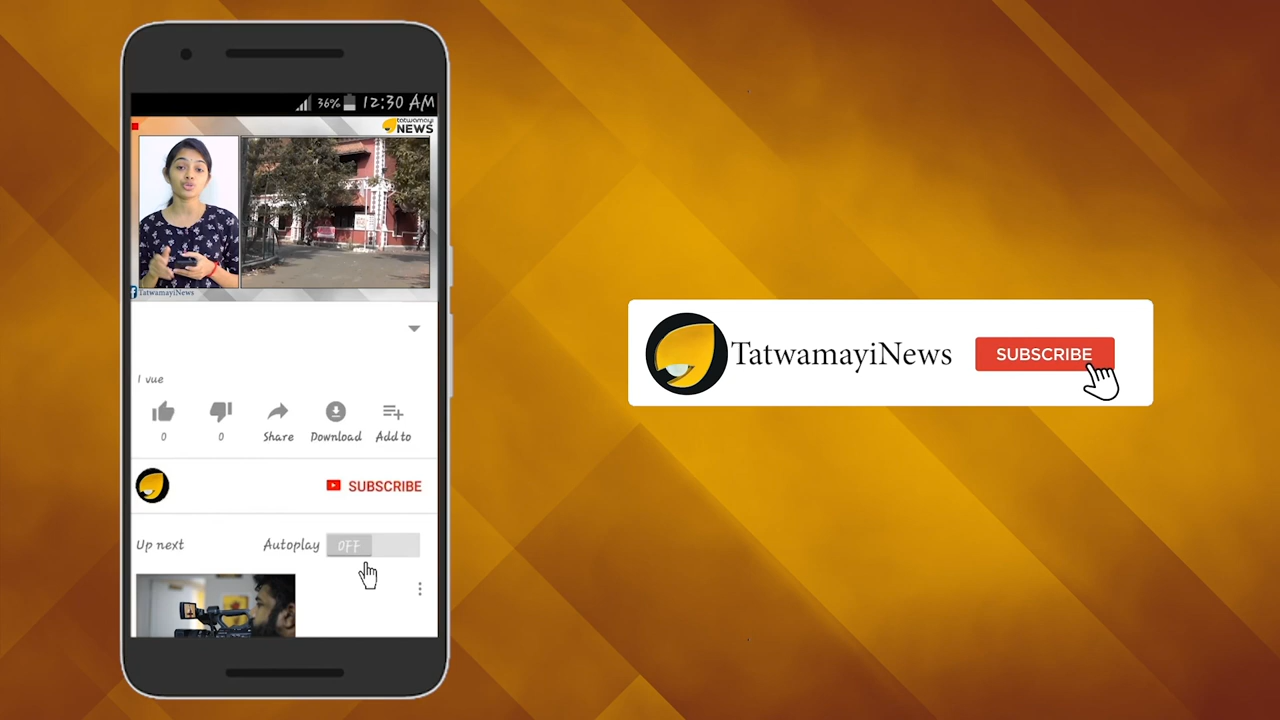 36% 12:30 AM
tatwamayi
NEWS
TatwamayiNews
1 vue
0 0 Share Download Add to
SUBSCRIBE
Up next Autoplay OFF
TatwamayiNews SUBSCRIBE